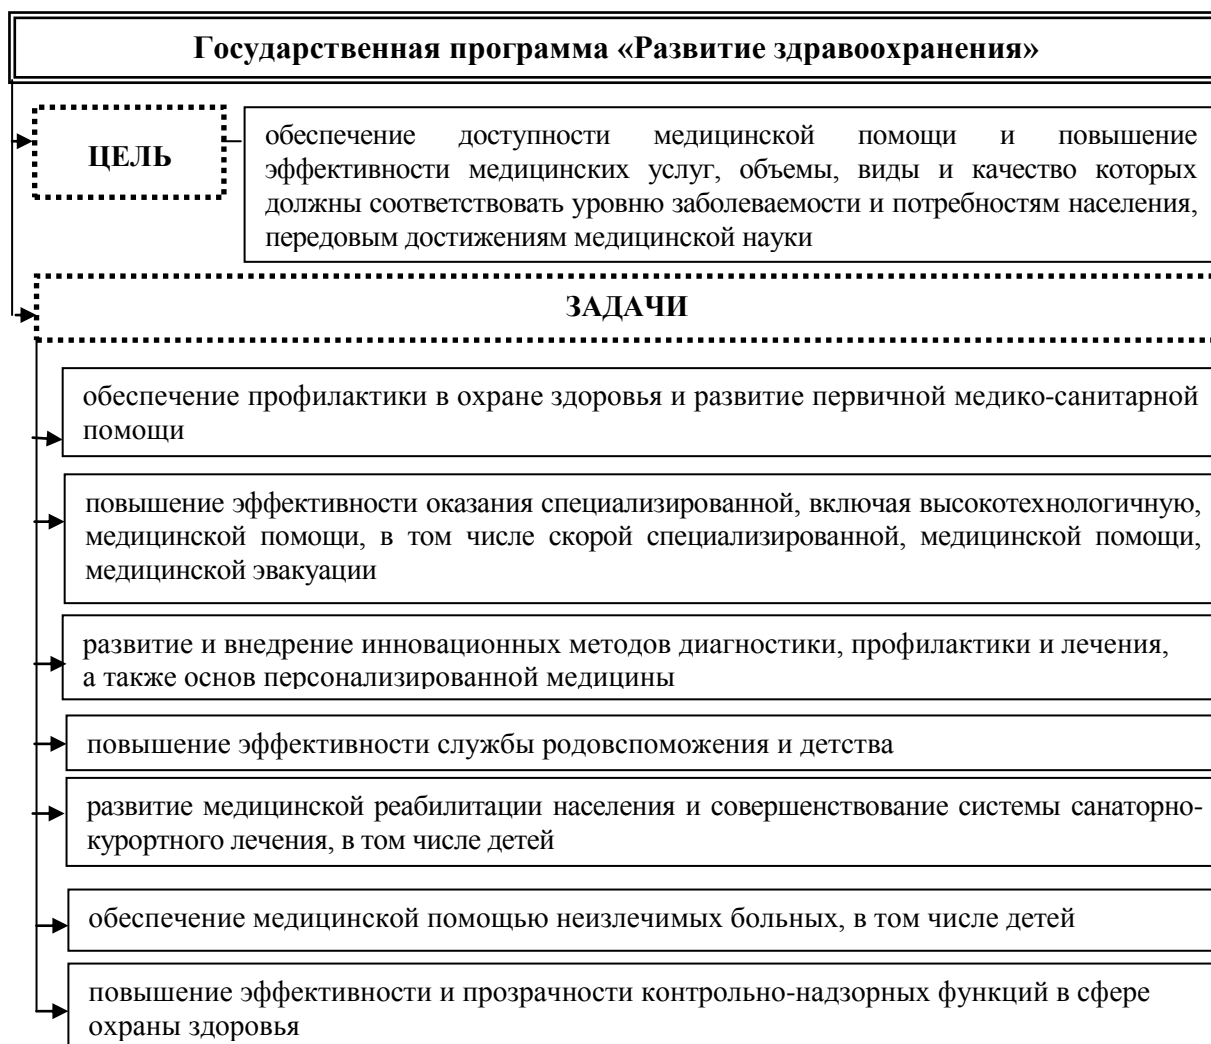 Государственная программа «Развитие здравоохранения»
ЦЕЛЬ
обеспечение доступности медицинской помощи и повышение
эффективности медицинских услуг, объемы, виды и качество которых
должны соответствовать уровню заболеваемости и потребностям населения,
передовым достижениям медицинской науки
ЗАДАЧИ
обеспечение профилактики в охране здоровья и развитие первичной медико-санитарной
помощи
повышение эффективности оказания специализированной, включая высокотехнологичную,
медицинской помощи, в том числе скорой специализированной, медицинской помощи,
медицинской эвакуации
развитие и внедрение инновационных методов диагностики, профилактики и лечения,
а также основ персонализированной медицины
повышение эффективности службы родовспоможения и детства
развитие медицинской реабилитации населения и совершенствование системы санаторно-
курортного лечения, в том числе детей
обеспечение медицинской помощью неизлечимых больных, в том числе детей
повышение эффективности и прозрачности контрольно-надзорных функций в сфере
охраны здоровья